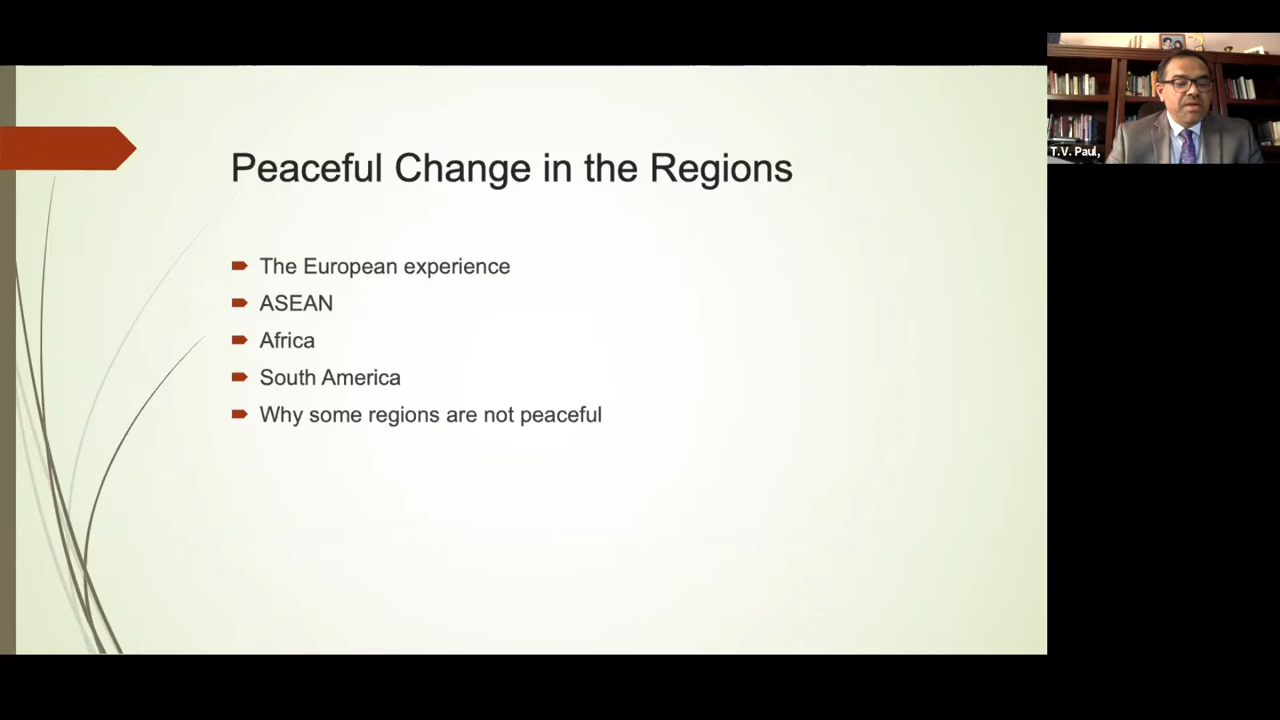 Peaceful Change in the Regions
The European experience
ASEAN
Africa
South America
Why some regions are not peaceful
T.V. Paul,